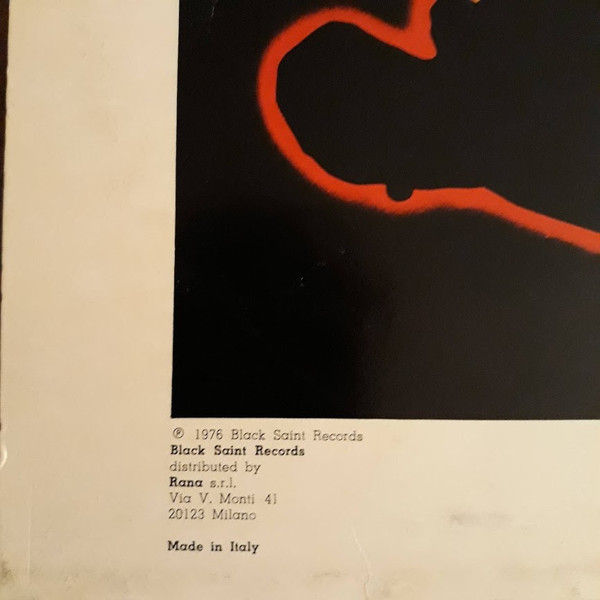 ℗ 1976 Black Saint Records
Black Saint Records
distributed by
Rana s.r.l.
Via V. Monti 41
20123 Milano
Made in Italy